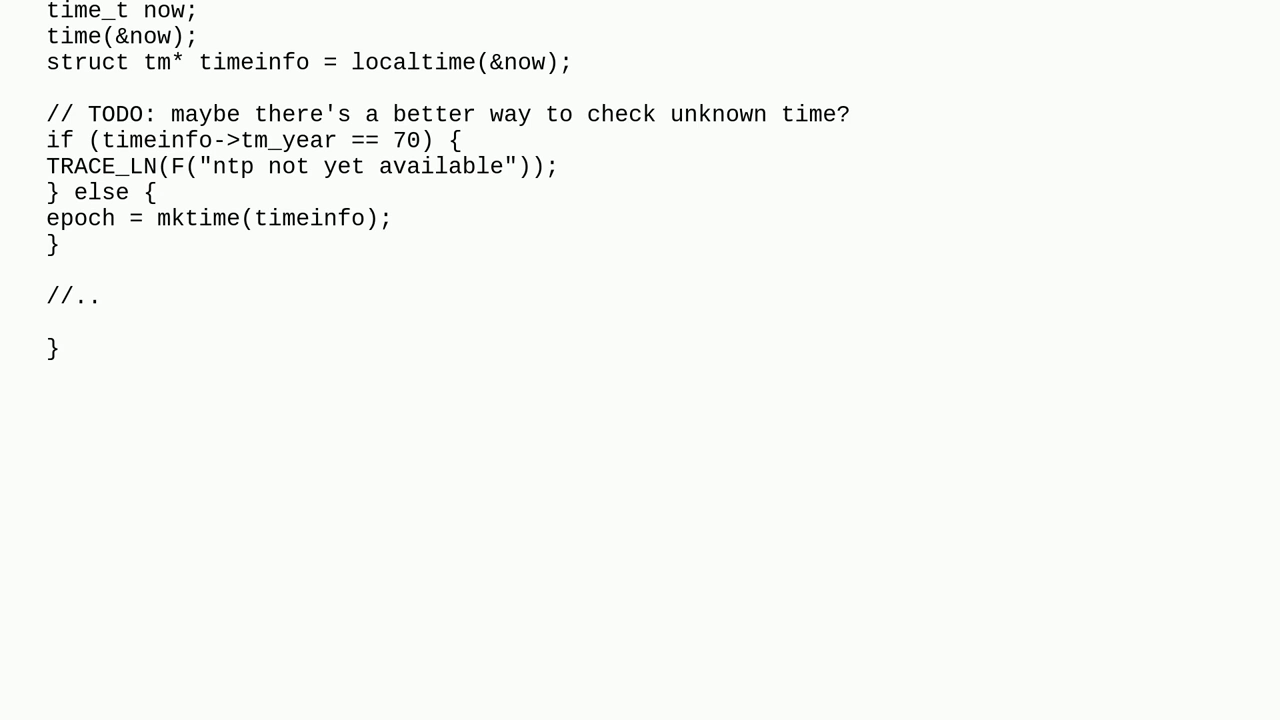 time_t now;
time(&now);
struct tm* timeinfo = localtime(&now);
// TODO: maybe there's a better way to check unknown time?
if (timeinfo->tm_year == 70) {
TRACE_LN(F("ntp not yet available"));
} else {
epoch = mktime(timeinfo);
}
//..
}